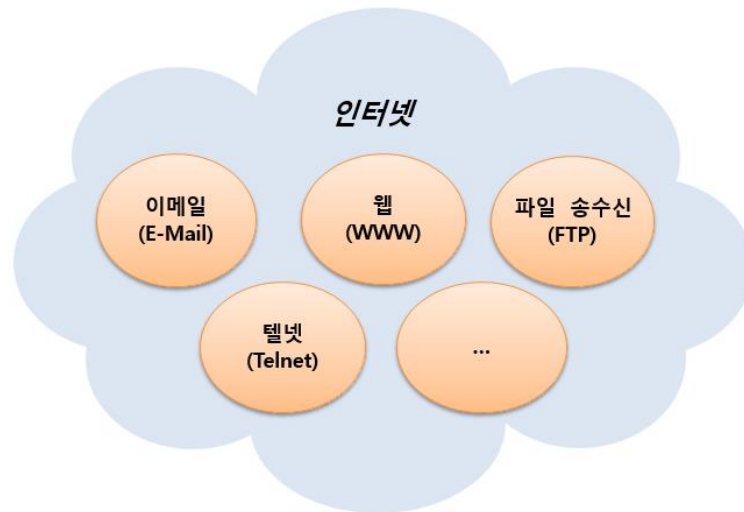 인터넷
이메일
(E-Mail)
웹
(WWW)
파일 송수신
(FTP)
텔넷
(Telnet)
...